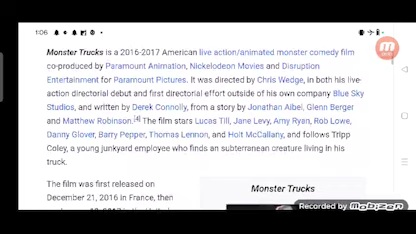 1:06
00:01
Monster Trucks is a 2016-2017 American live action/animated monster comedy film
co-produced by Paramount Animation, Nickelodeon Movies and Disruption
Entertainment for Paramount Pictures. It was directed by Chris Wedge, in both his live-
action directorial debut and first directorial effort outside of his own company Blue Sky
Studios, and written by Derek Connolly, from a story by Jonathan Aibel, Glenn Berger
and Matthew Robinson.[4] The film stars Lucas Till, Jane Levy, Amy Ryan, Rob Lowe,
Danny Glover, Barry Pepper, Thomas Lennon, and Holt McCallany, and follows Tripp
Coley, a young junkyard employee who finds an subterranean creature living in his
truck.
The film was first released on
December 21, 2016 in France, then
Monster Trucks
Recorded by Mobizen